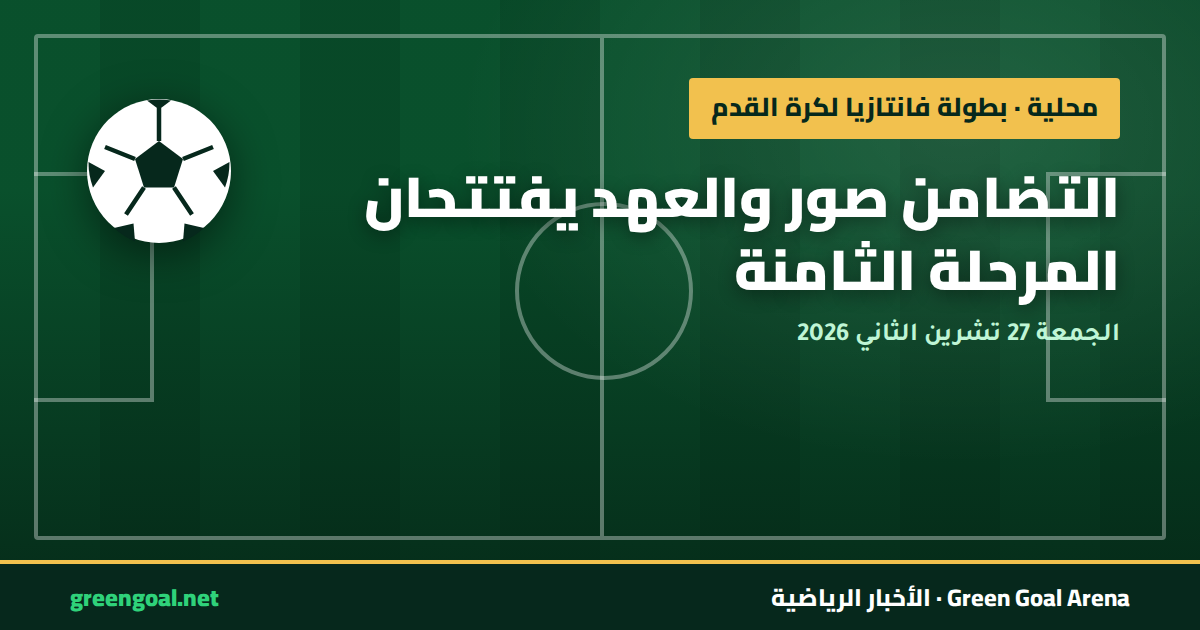 محلية · بطولة فانتازيا لكرة القدم
التضامن صور والعهد يفتتحان
المرحلة الثامنة
الجمعة 27 تشرين الثاني 2026
الأخبار الرياضية · Green Goal Arena
greengoal.net